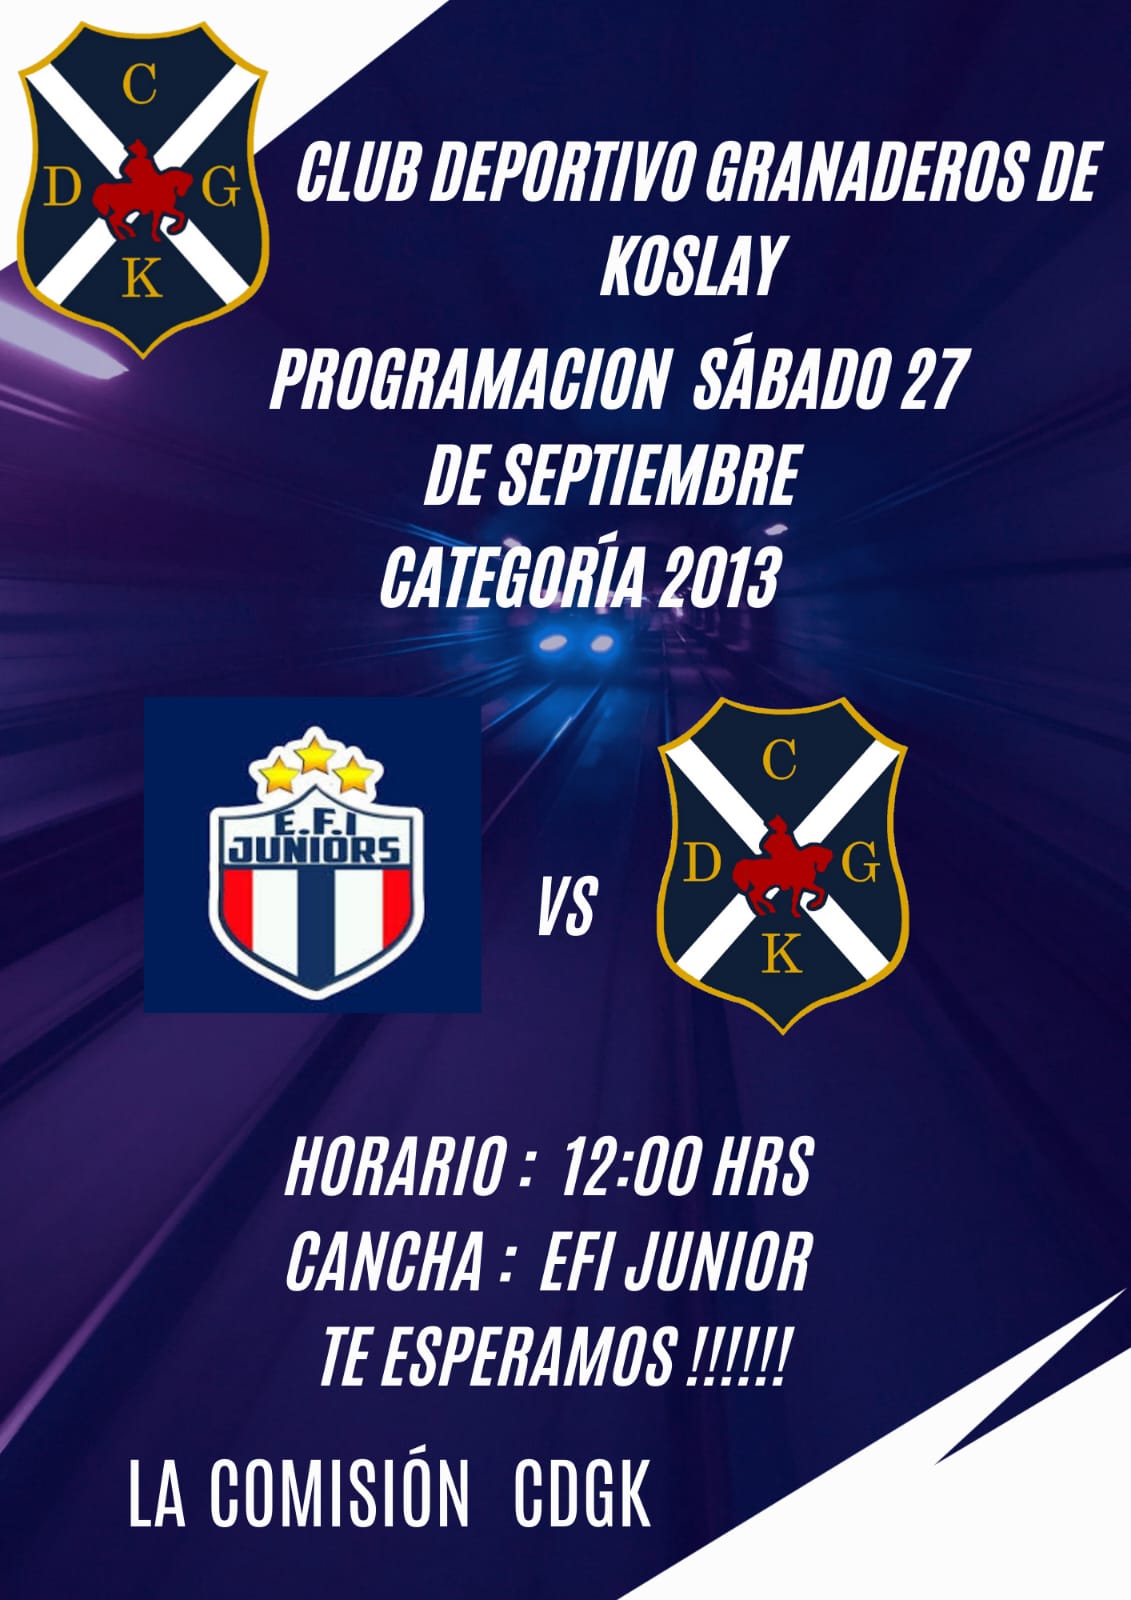 C
D G
K
CLUB DEPORTIVO GRANADEROS DE
KOSLAY
PROGRAMACION SÁBADO 27
DE SEPTIEMBRE
CATEGORÍA 2013
E.F.I
JUNIORS
VS
C
D G
K
HORARIO : 12:00 HRS
CANCHA : EFI JUNIOR
TE ESPERAMOS !!!!!!
LA COMISIÓN CDGK